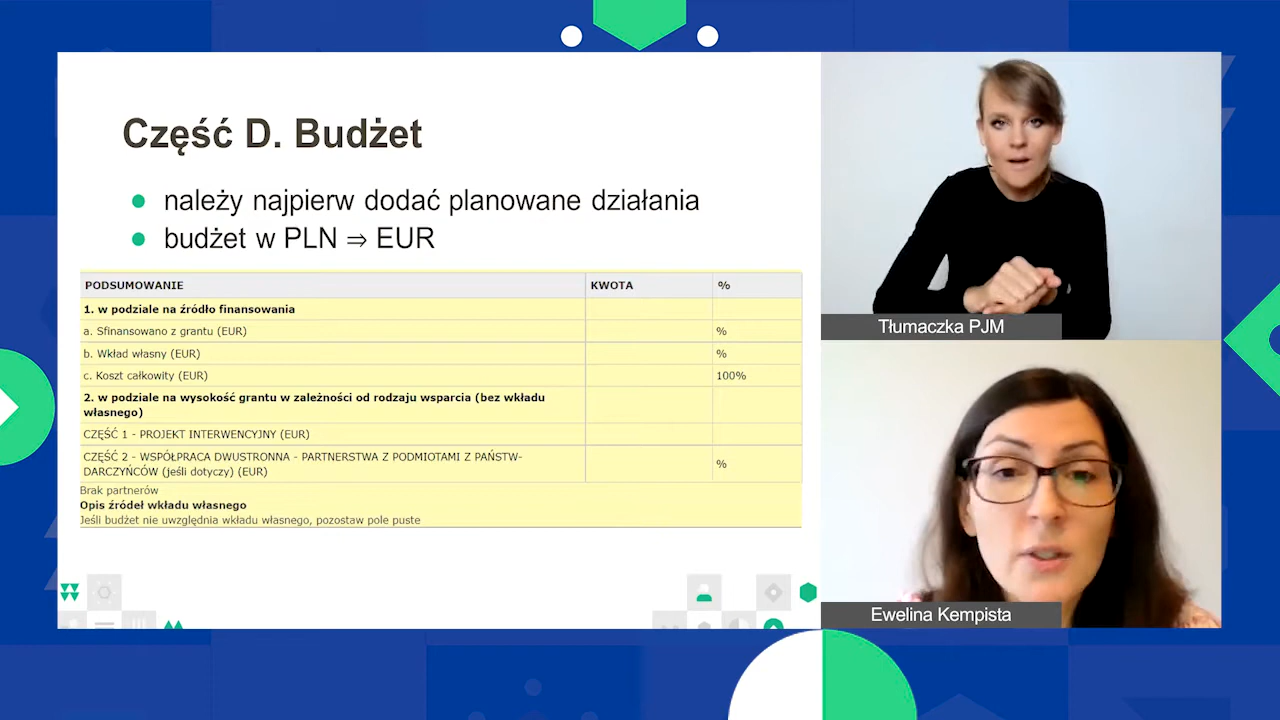 Część D. Budżet
● należy najpierw dodać planowane działania
● budżet w PLN ⇒ EUR
PODSUMOWANIE KWOTA %
1. w podziale na źródło finansowania
a. Sfinansowano z grantu (EUR) %
b. Wkład własny (EUR) %
c. Koszt całkowity (EUR) 100%
2. w podziale na wysokość grantu w zależności od rodzaju wsparcia (bez wkładu
własnego)
CZĘŚĆ 1 - PROJEKT INTERWENCYJNY (EUR)
CZĘŚĆ 2 - WSPÓŁPRACA DWUSTRONNA - PARTNERSTWA Z PODMIOTAMI Z PAŃSTW-
DARCZYŃCÓW (jeśli dotyczy) (EUR) %
Brak partnerów
Opis źródeł wkładu własnego
Jeśli budżet nie uwzględnia wkładu własnego, pozostaw pole puste
Tłumaczka PJM
Ewelina Kempista